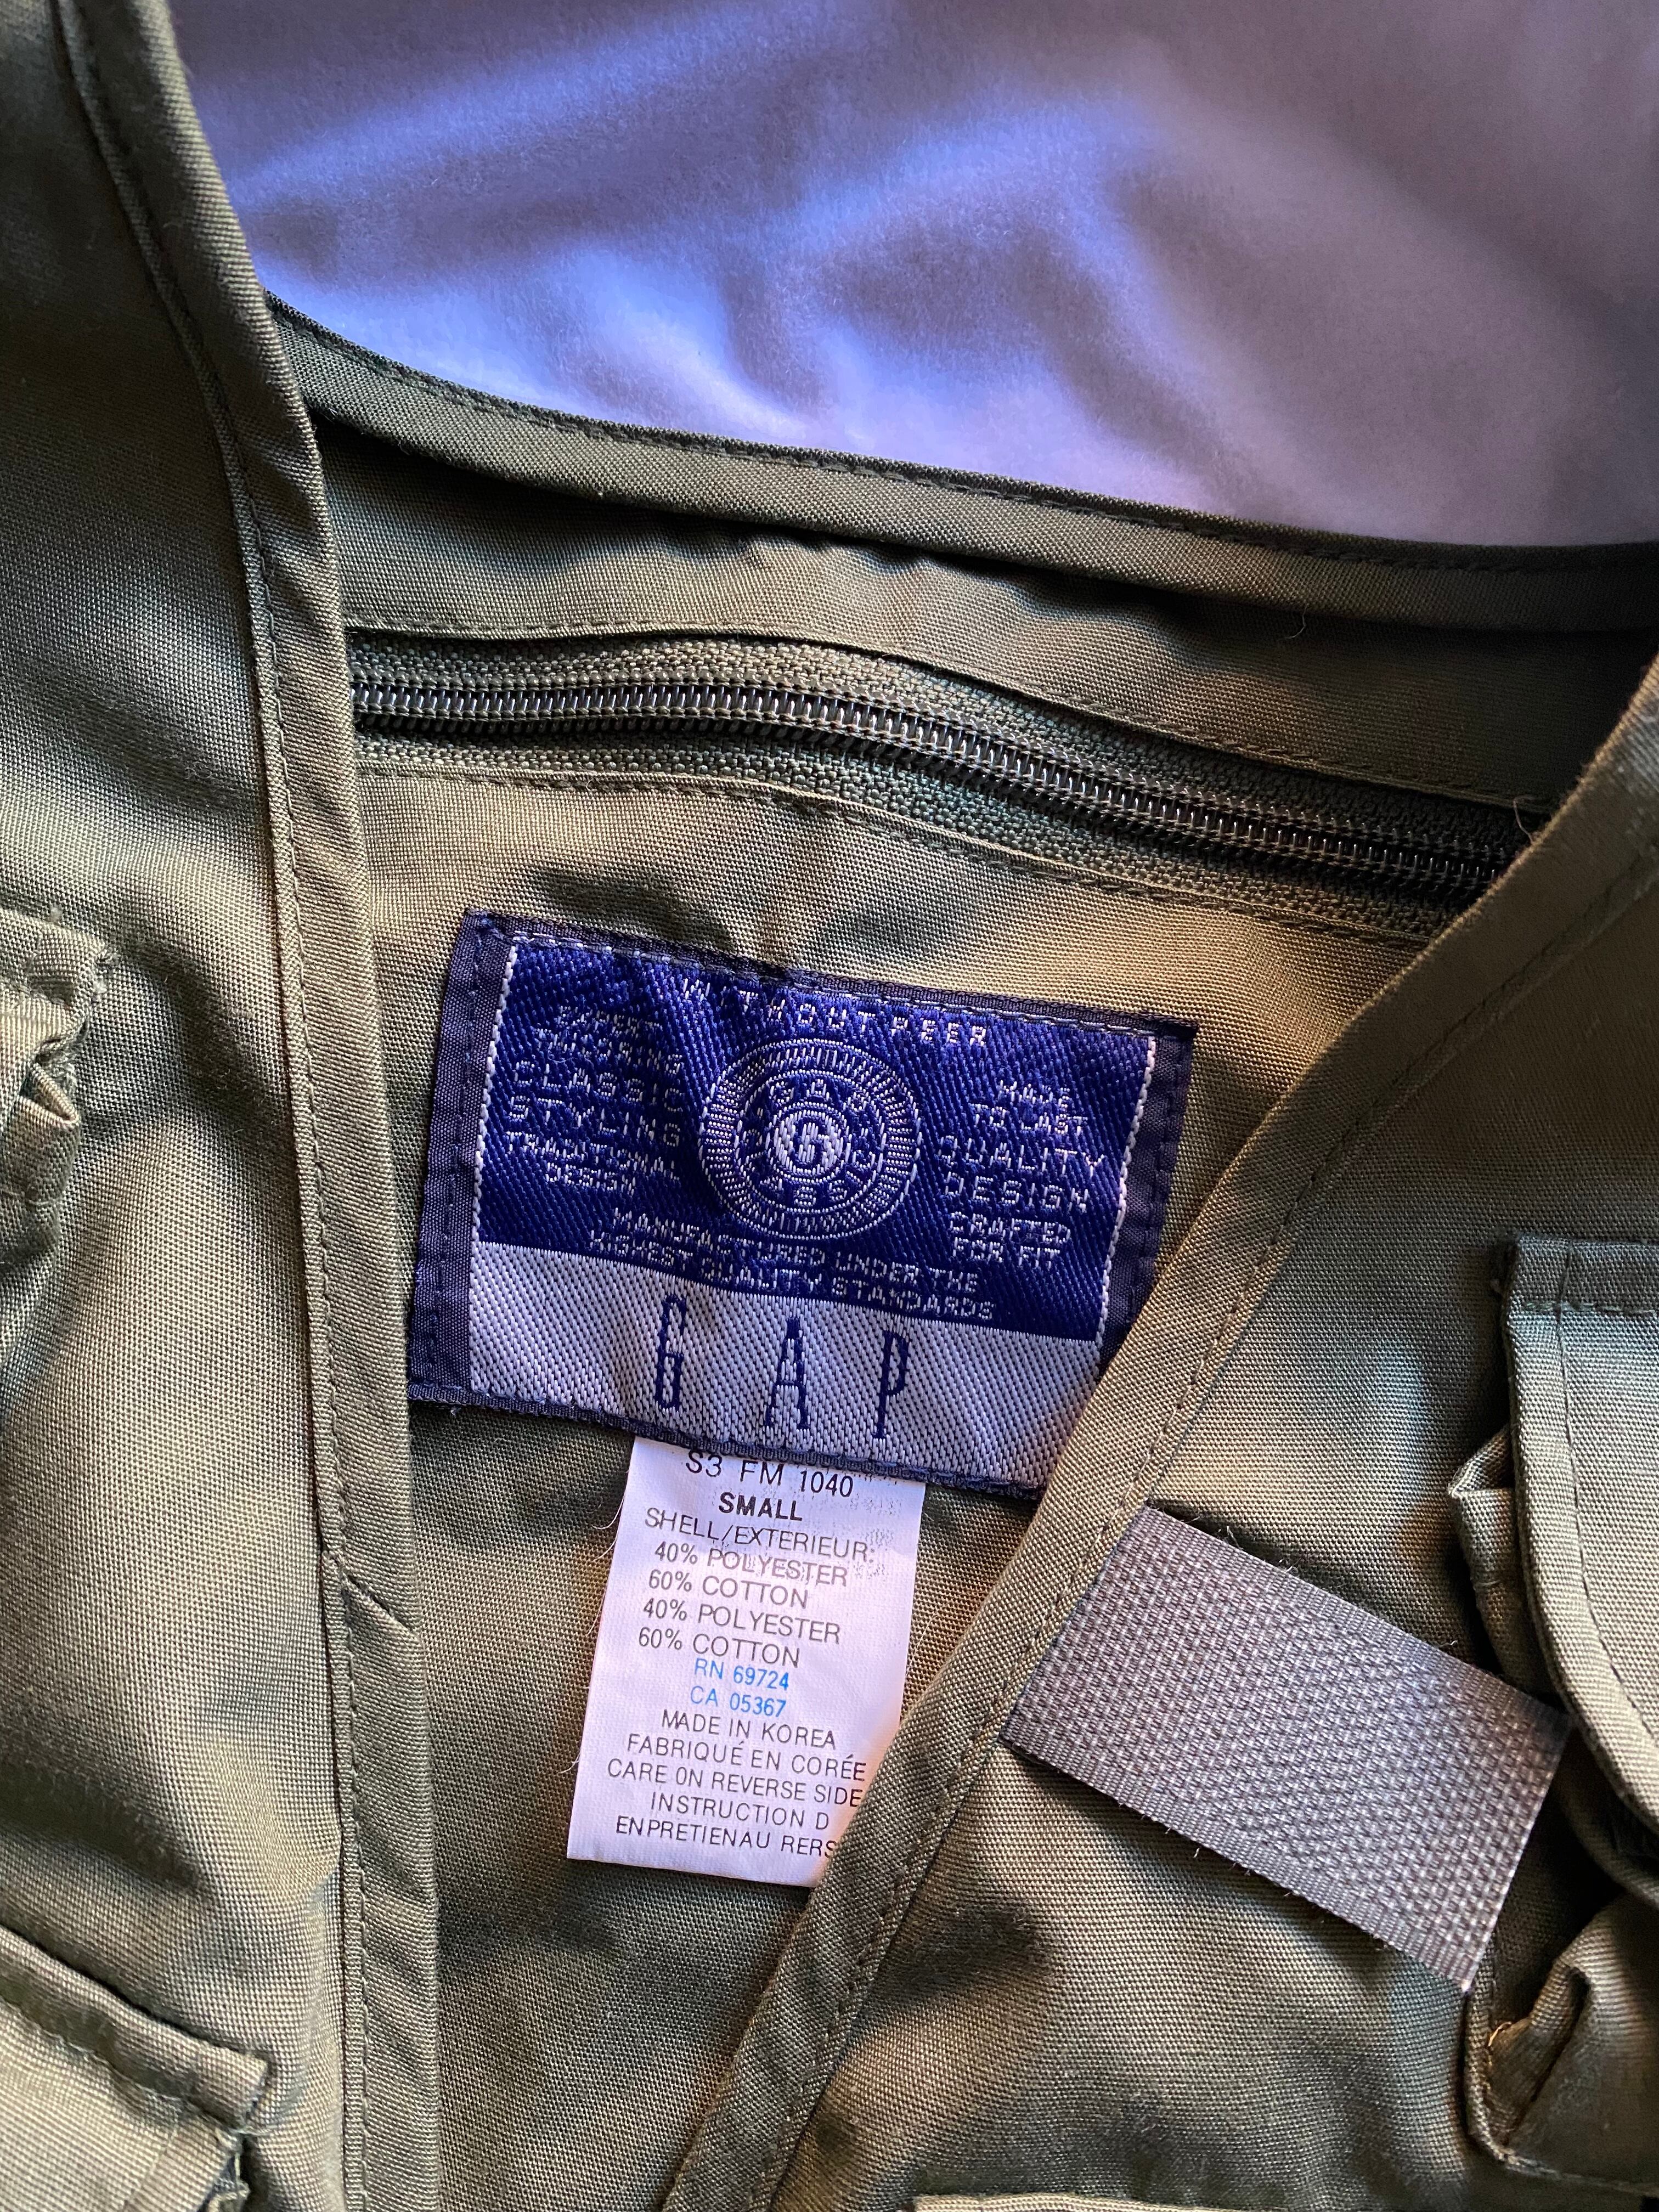 WITHOUT PEER
CLASSIC
STYLING
TRADITIONAL
DESIGN
G
MADE
TO LAST
QUALITY
DESIGN
CRAFTED
FOR FIT
MANUFACTURED UNDER THE
HIGHEST QUALITY STANDARDS
GAP
S3 FM 1040
SMALL
SHELL/EXTERIEUR:
40% POLYESTER
60% COTTON
40% POLYESTER
60% COTTON
RN 69724
CA 05367
MADE IN KOREA
FABRIQUÉ EN CORÉE
CARE ON REVERSE SIDE
INSTRUCTION D
ENPRETIENAU RERS